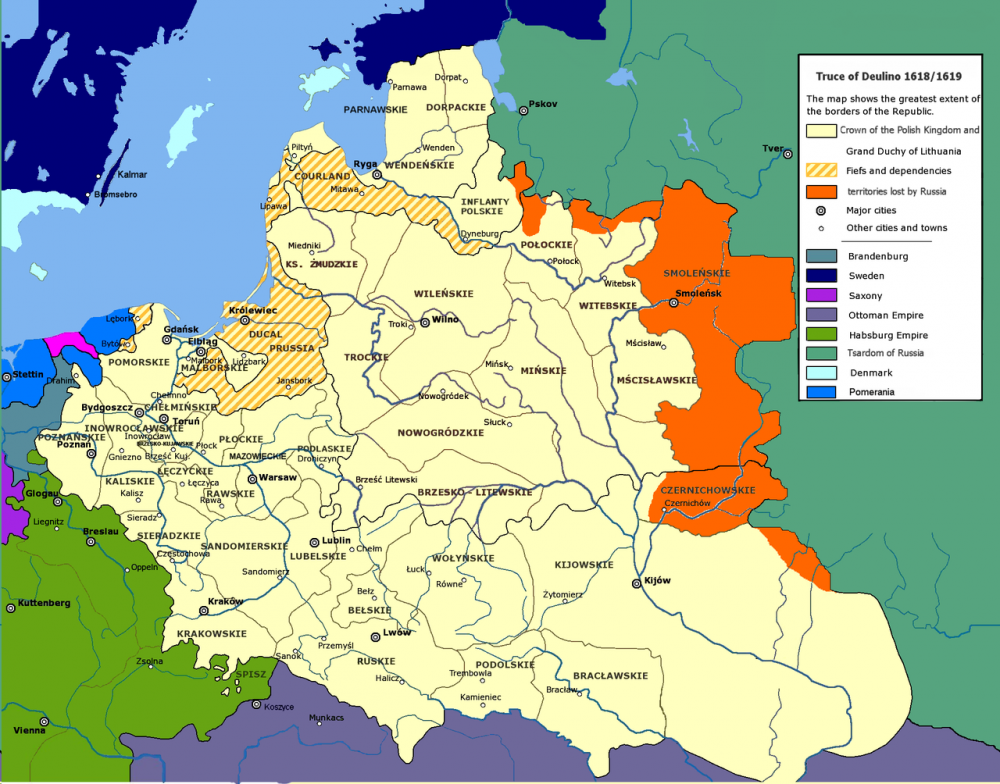 Truce of Deulino 1618/1619
The map shows the greatest extent of
the borders of the Republic.
Crown of the Polish Kingdom and
Grand Duchy of Lithuania
Fiefs and dependencies
territories lost by Russia
Major cities
Other cities and towns
Brandenburg
Sweden
Saxony
Ottoman Empire
Habsburg Empire
Tsardom of Russia
Denmark
Pomerania
Dorpat
Parnawa
PARNAWSKIE
DORPACKIE
Pskov
Tver
Piltyń
Wenden
Ryga
WENDEŃSKIE
Kalmar
COURLAND
Mitawa
Bromsebro
Lipawa
INFLANTY
POLSKIE
Dyneburg
Miedniki
POŁOCKIE
KS. ŻMUDZKIE
Połock
SMOLEŃSKIE
Witebsk
WILEŃSKIE
Smoleńsk
WITEBSKIE
Królewiec
Lębork
Troki
Wilno
Gdańsk
DUCAL
Bytów
Elbląg
PRUSSIA
Mścisław
POMORSKIE
Malbork
Lidzbark
TROCKIE
MALBORSKIE
Mińsk
MIŃSKIE
Stettin
Drahim
Jansbork
MŚCISŁAWSKIE
Chełmno
Nowogródek
Bydgoszcz
CHEŁMIŃSKIE
Toruń
Słuck
INOWROCŁAWSKIE
NOWOGRÓDZKIE
POZNAŃSKIE
Inowrocław
BRZESKO-KUJAWSKIE
PŁOCKIE
Poznań
Płock
PODLASKIE
Gniezno
Brześć Kuj.
MAZOWIECKIE
Drohiczyn
ŁĘCZYCKIE
KALISKIE
Łęczyca
Warsaw
Brześć Litewski
Glogau
Kalisz
RAWSKIE
BRZESKO - LITEWSKIE
CZERNICHOWSKIE
Rawa
Czernichów
Liegnitz
Sieradz
Breslau
SIERADZKIE
Lublin
SANDOMIERSKIE
Chełm
Częstochowa
LUBELSKIE
WOŁYŃSKIE
KIJOWSKIE
Oppeln
Sandomierz
Łuck
Równe
Kijów
Bełz
Żytomierz
Kuttenberg
Kraków
BEŁSKIE
KRAKOWSKIE
Lwów
Przemyśl
Zsolna
Sanok
RUSKIE
PODOLSKIE
SPISZ
Trembowla
BRACŁAWSKIE
Halicz
Bracław
Kamieniec
Koszyce
Munkacs
Vienna